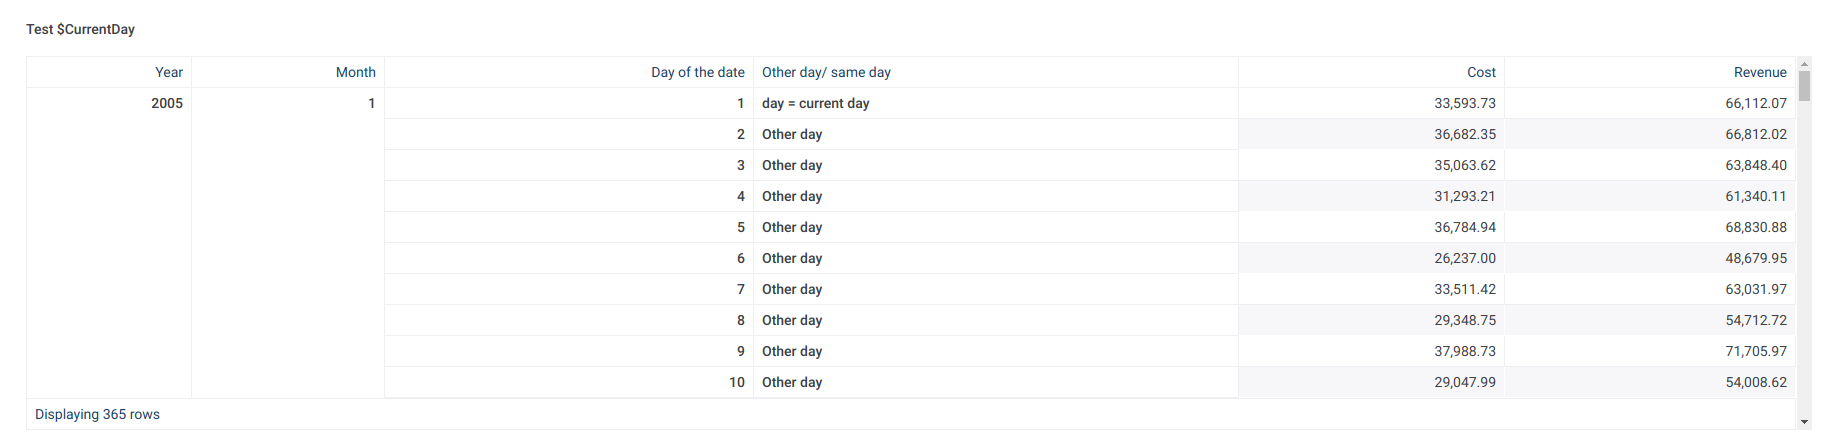 Test $CurrentDay
Year Month Day of the date Other day/ same day Cost Revenue
2005 1 1 day = current day 33,593.73 66,112.07
2 Other day 36,682.35 66,812.02
3 Other day 35,063.62 63,848.40
4 Other day 31,293.21 61,340.11
5 Other day 36,784.94 68,830.88
6 Other day 26,237.00 48,679.95
7 Other day 33,511.42 63,031.97
8 Other day 29,348.75 54,712.72
9 Other day 37,988.73 71,705.97
10 Other day 29,047.99 54,008.62
Displaying 365 rows